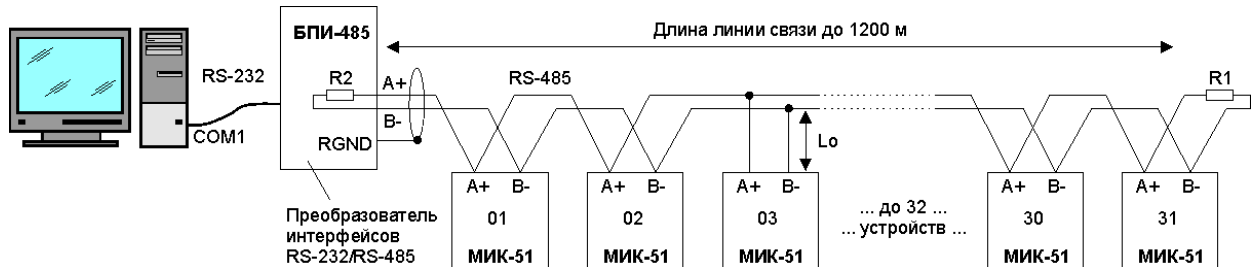 БПИ-485
Длина линии связи до 1200 м
RS-232
R2
A+
RS-485
R1
B-
COM1
RGND
Lo
A+ B-
A+ B-
A+ B-
A+ B-
A+ B-
01
02
03
... до 32 ...
... устройств ...
30
31
Преобразователь
интерфейсов
RS-232/RS-485
МИК-51
МИК-51
МИК-51
МИК-51
МИК-51